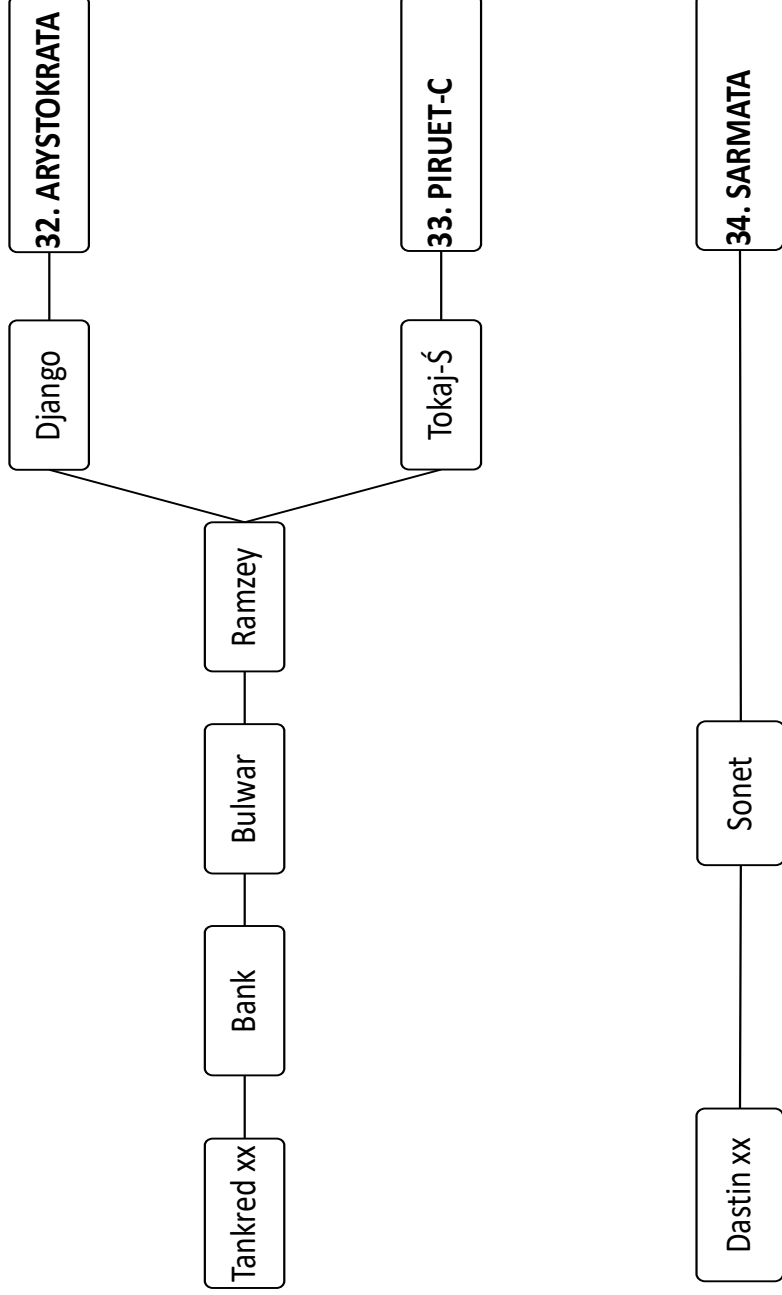 Tankred xx
Bank
Bulwar
Ramzey
Django
32. ARYSTOKRATA
Tokaj-Ś
33. PIRUET-C
Dastin xx
Sonet
34. SARMATA